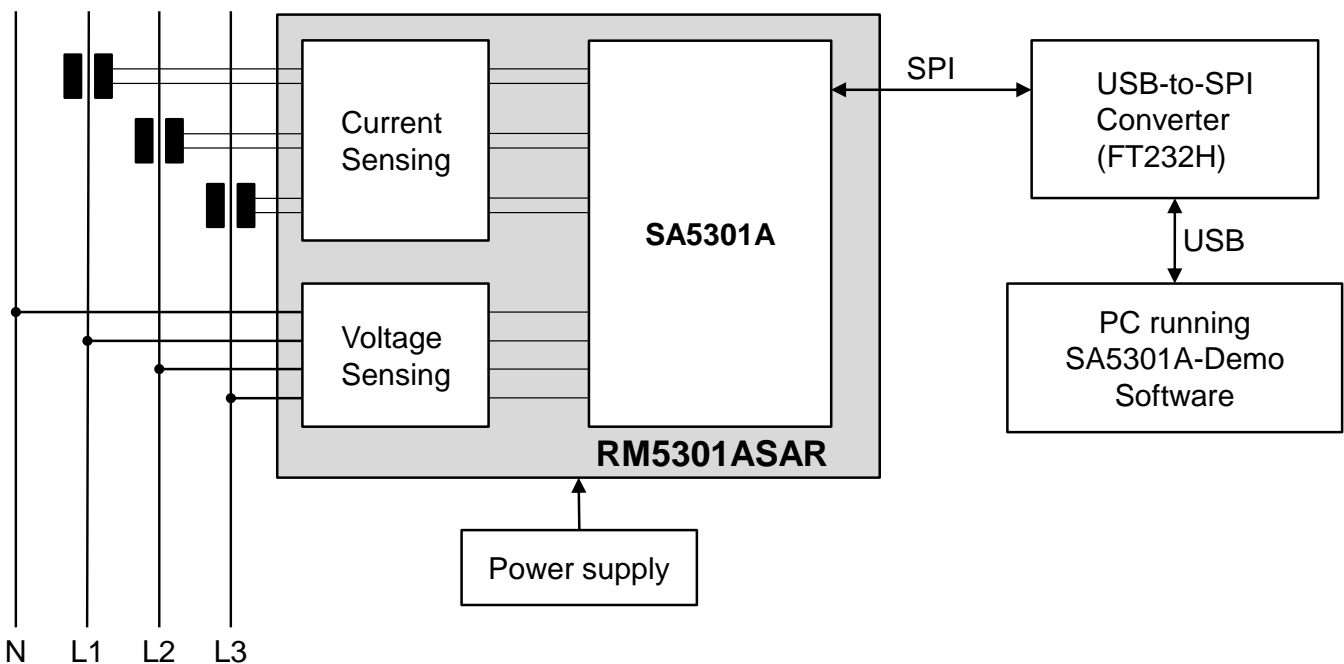 Current
Sensing
SA5301A
SPI
USB-to-SPI
Converter
(FT232H)
USB
PC running
SA5301A-Demo
Software
Voltage
Sensing
RM5301ASAR
Power supply
N L1 L2 L3